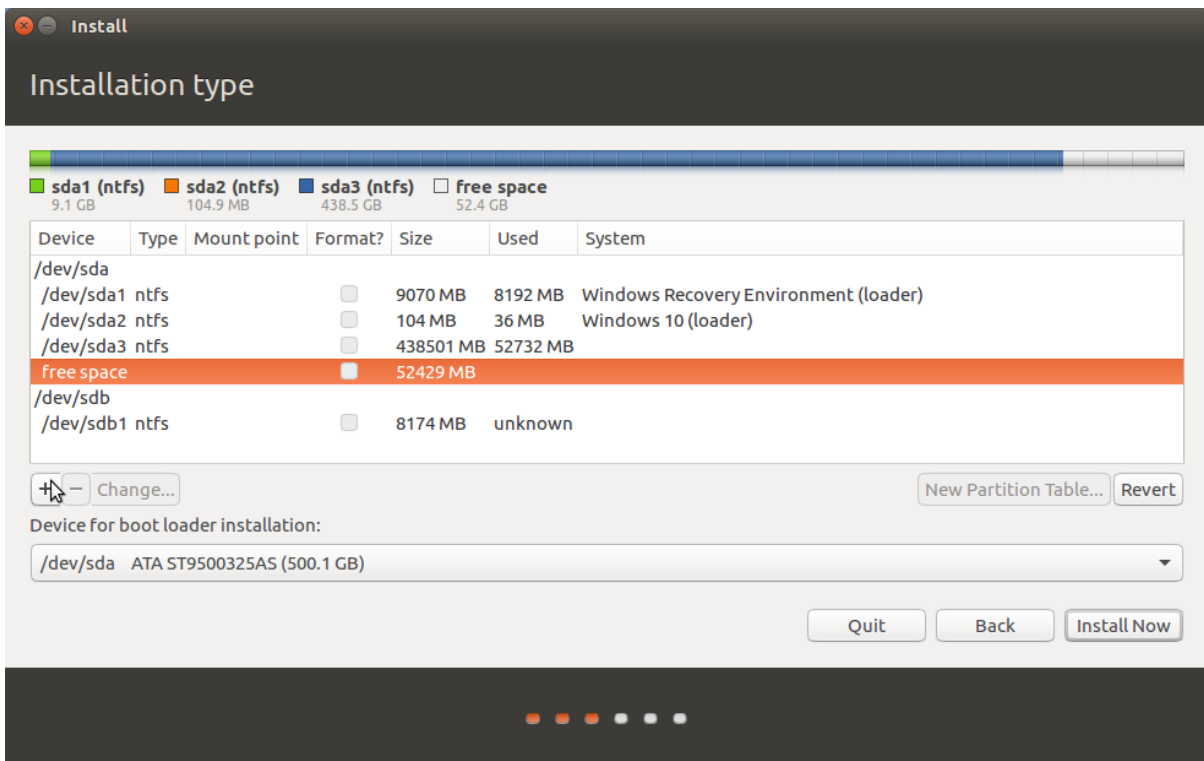 Install
Installation type
sda1 (ntfs) sda2 (ntfs) sda3 (ntfs) free space
9.1 GB 104.9 MB 438.5 GB 52.4 GB
Device Type Mount point Format? Size Used System
/dev/sda
/dev/sda1 ntfs 9070 MB 8192 MB Windows Recovery Environment (loader)
/dev/sda2 ntfs 104 MB 36 MB Windows 10 (loader)
/dev/sda3 ntfs 438501 MB 52732 MB
free space 52429 MB
/dev/sdb
/dev/sdb1 ntfs 8174 MB unknown
+ − Change... New Partition Table... Revert
Device for boot loader installation:
/dev/sda ATA ST9500325AS (500.1 GB)
Quit Back Install Now